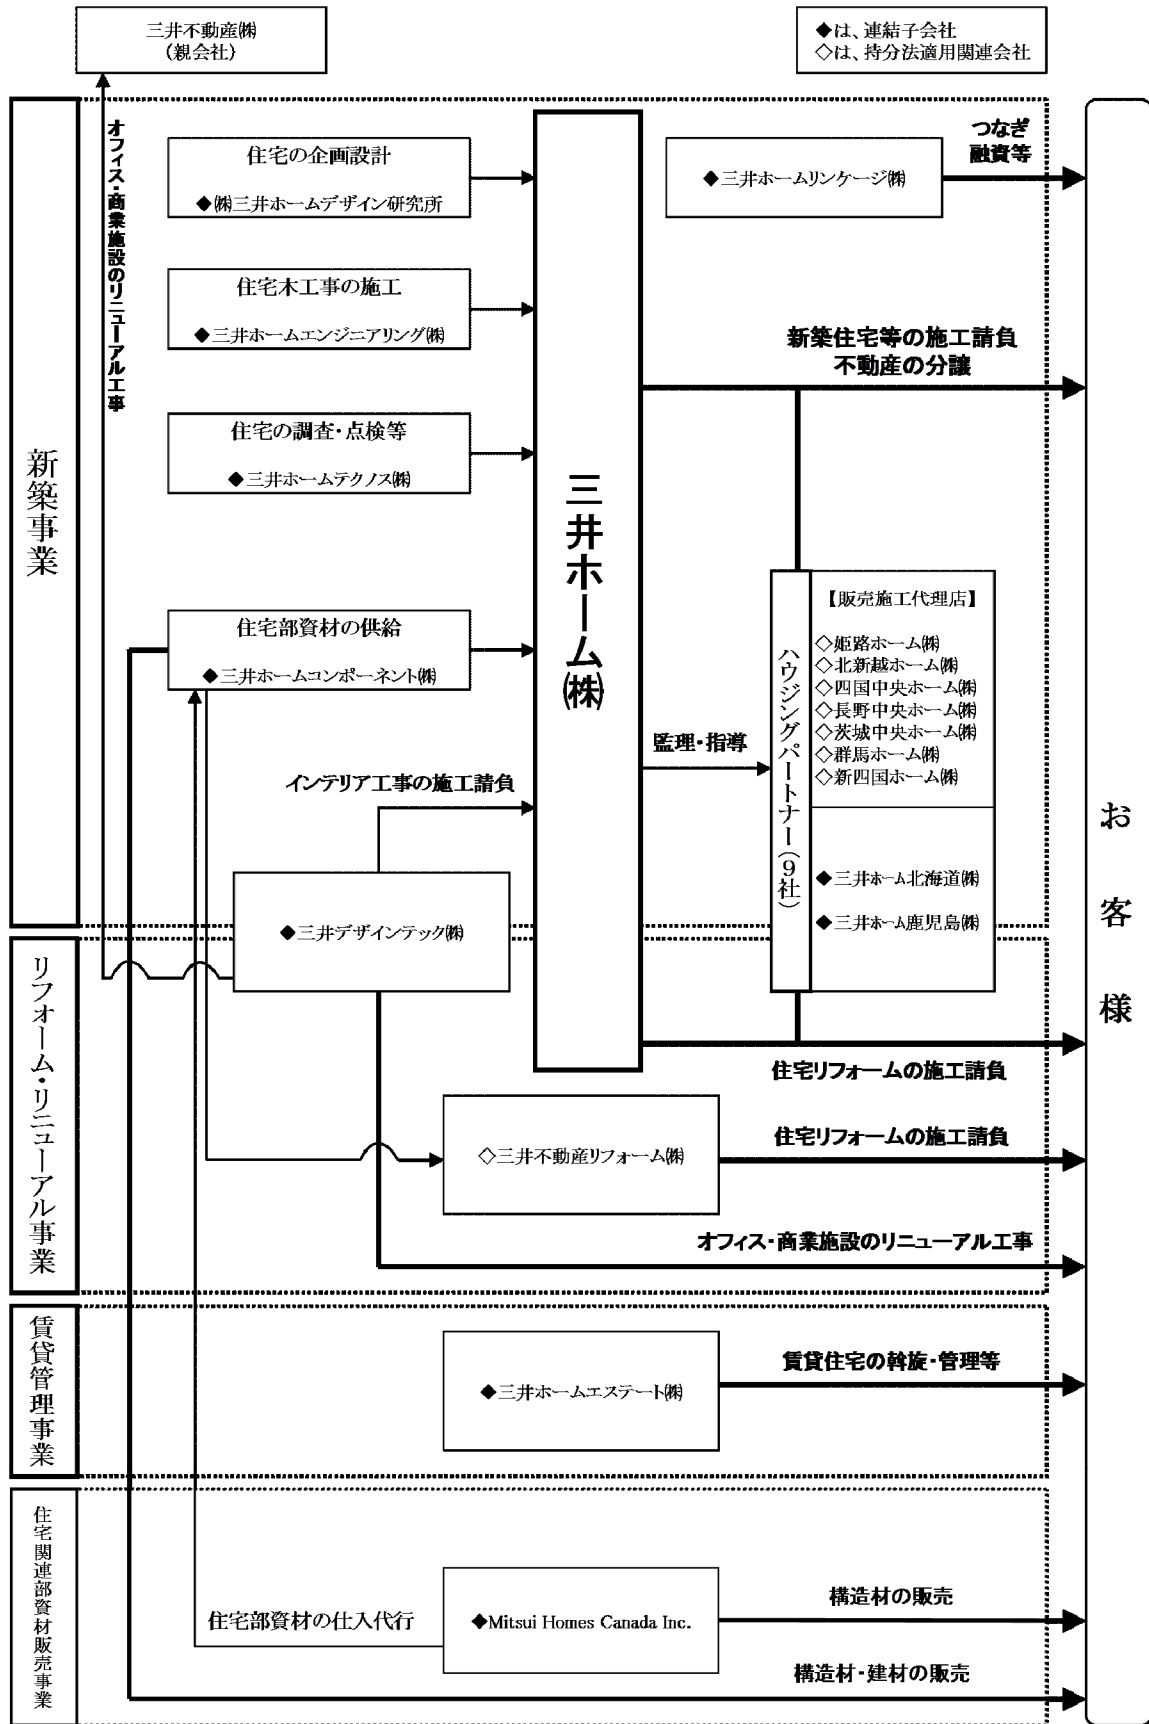 三井不動産㈱
(親会社)
◆は、連結子会社
◇は、持分法適用関連会社
新築事業
オフィス・商業施設のリニューアル工事
住宅の企画設計
◆㈱三井ホームデザイン研究所
住宅木工事の施工
◆三井ホームエンジニアリング㈱
住宅の調査・点検等
◆三井ホームテクノス㈱
住宅部資材の供給
◆三井ホームコンポーネント㈱
インテリア工事の施工請負
◆三井デザインテック㈱
三井ホーム㈱
◆三井ホームリンケージ㈱
つなぎ
融資等
新築住宅等の施工請負
不動産の分譲
監理・指導
ハウジングパートナー(9社)
【販売施工代理店】
◇姫路ホーム㈱
◇北新越ホーム㈱
◇四国中央ホーム㈱
◇長野中央ホーム㈱
◇茨城中央ホーム㈱
◇群馬ホーム㈱
◇新四国ホーム㈱
◆三井ホーム北海道㈱
◆三井ホーム鹿児島㈱
お客様
リフォーム・リニューアル事業
住宅リフォームの施工請負
◇三井不動産リフォーム㈱
住宅リフォームの施工請負
オフィス・商業施設のリニューアル工事
賃貸管理事業
◆三井ホームエステート㈱
賃貸住宅の斡旋・管理等
住宅関連部資材販売事業
住宅部資材の仕入代行
◆Mitsui Homes Canada Inc.
構造材の販売
構造材・建材の販売